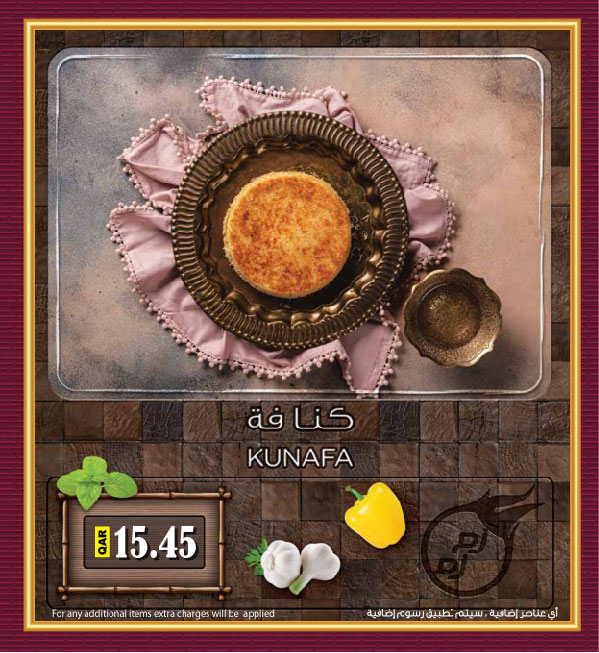 كنافة
KUNAFA
QAR 15.45
For any additional items extra charges will be applied
أي عناصر إضافية ، سيتم تطبيق رسوم إضافية